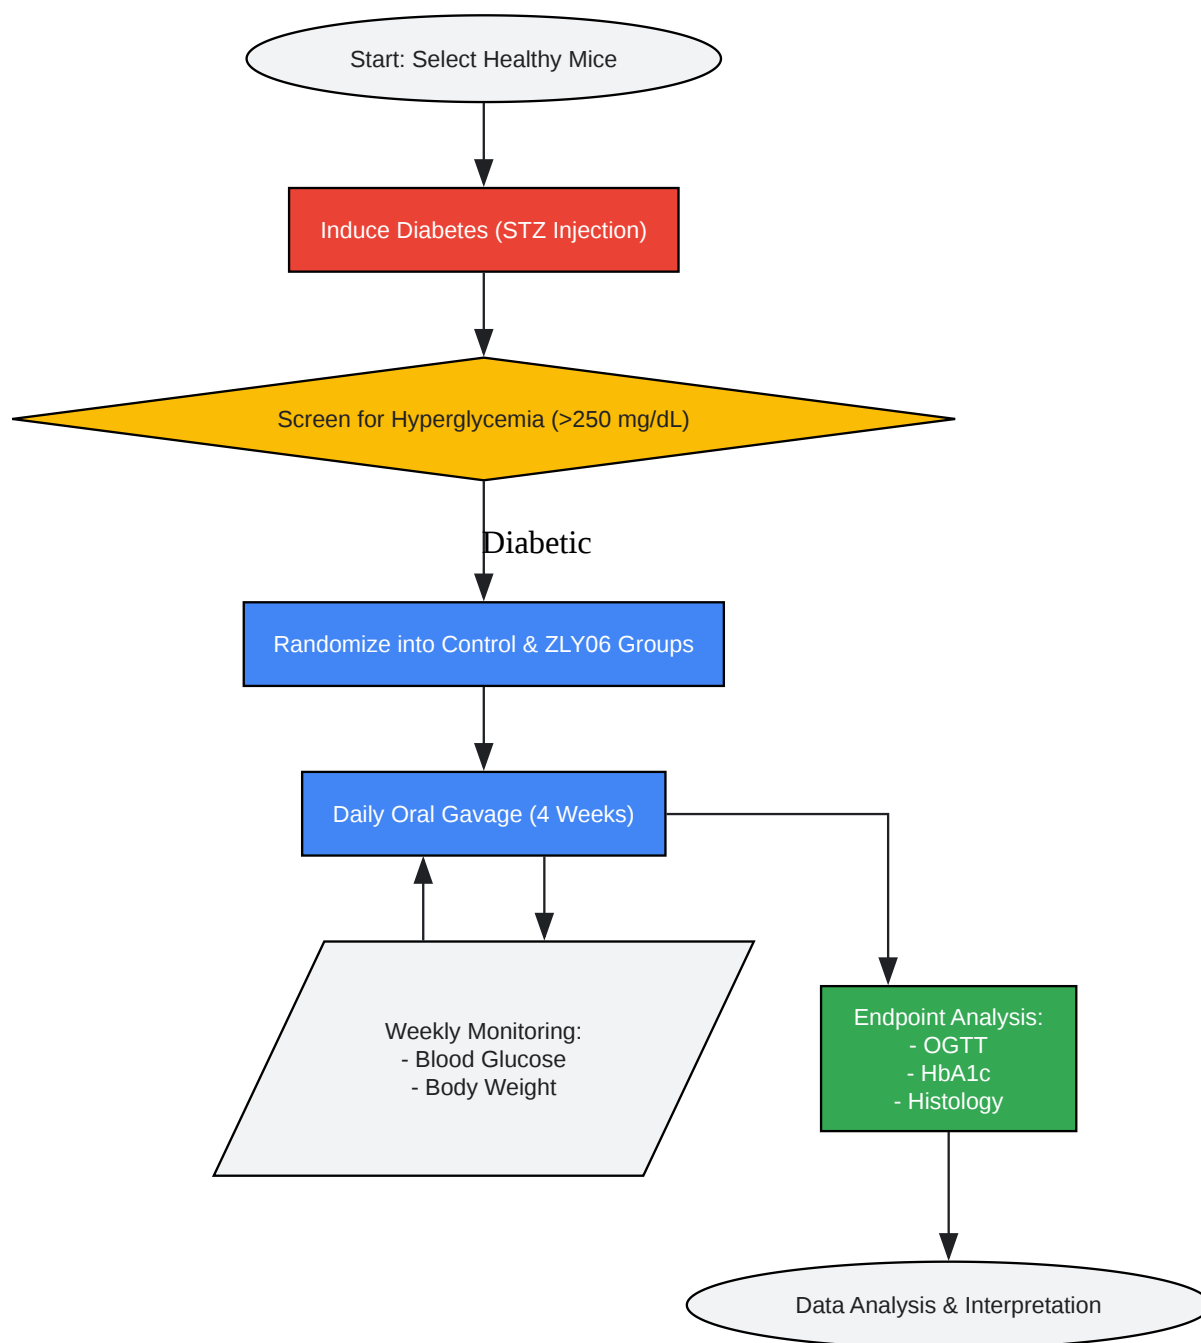 Start: Select Healthy Mice
Induce Diabetes (STZ Injection)
Screen for Hyperglycemia (>250 mg/dL)
Diabetic
Randomize into Control & ZLY06 Groups
Daily Oral Gavage (4 Weeks)
Weekly Monitoring:
- Blood Glucose
- Body Weight
Endpoint Analysis:
- OGTT
- HbA1c
- Histology
Data Analysis & Interpretation